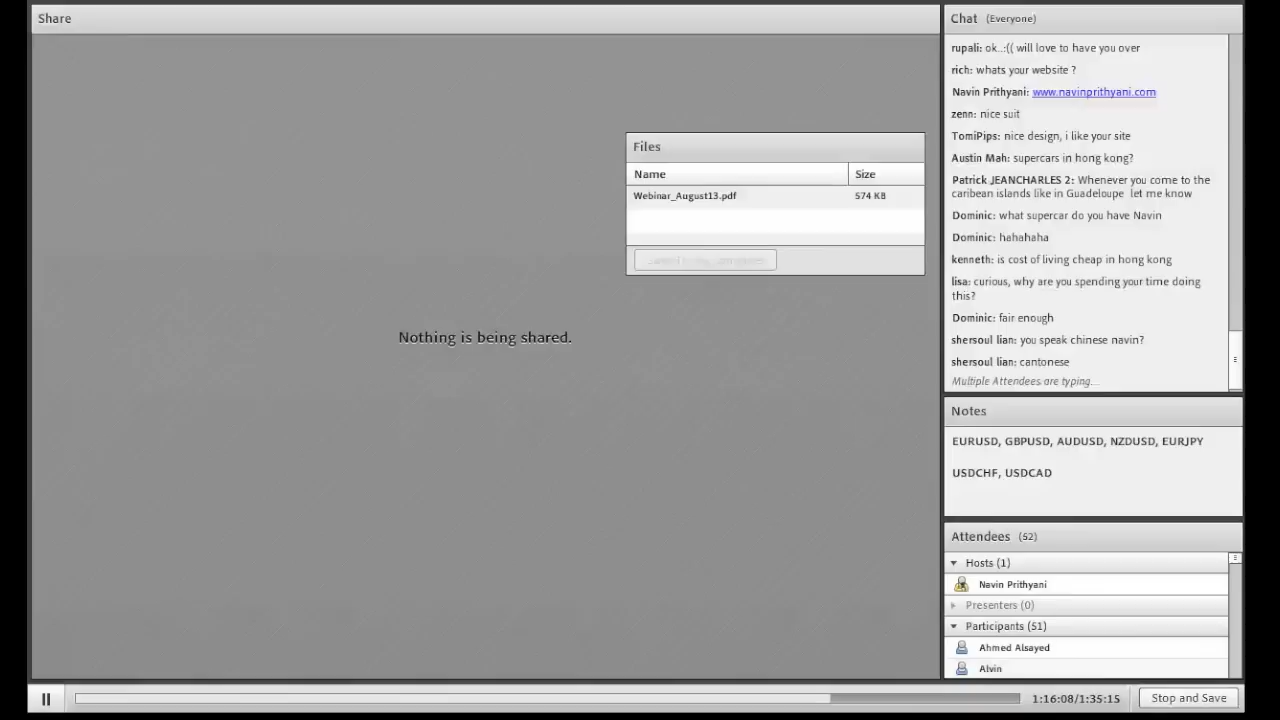 Share
Nothing is being shared.
Files
Name Size
Webinar_August13.pdf 574 KB
Chat (Everyone)
rupali: ok..:(( will love to have you over
rich: whats your website ?
Navin Prithyani: www.navinprithyani.com
zenn: nice suit
TomiPips: nice design, i like your site
Austin Mah: supercars in hong kong?
Patrick.JEANCHARLES 2: Whenever you come to the
caribean islands like in Guadeloupe let me know
Dominic: what supercar do you have Navin
Dominic: hahahaha
kenneth: is cost of living cheap in hong kong
lisa: curious, why are you spending your time doing
this?
Dominic: fair enough
shersoul lian: you speak chinese navin?
shersoul lian: cantonese
Multiple Attendees are typing...
Notes
EURUSD, GBPUSD, AUDUSD, NZDUSD, EURJPY
USDCHF, USDCAD
Attendees (52)
Hosts (1)
Navin Prithyani
Presenters (0)
Participants (51)
Ahmed Alsayed
Alvin
1:16:08/1:35:15
Stop and Save